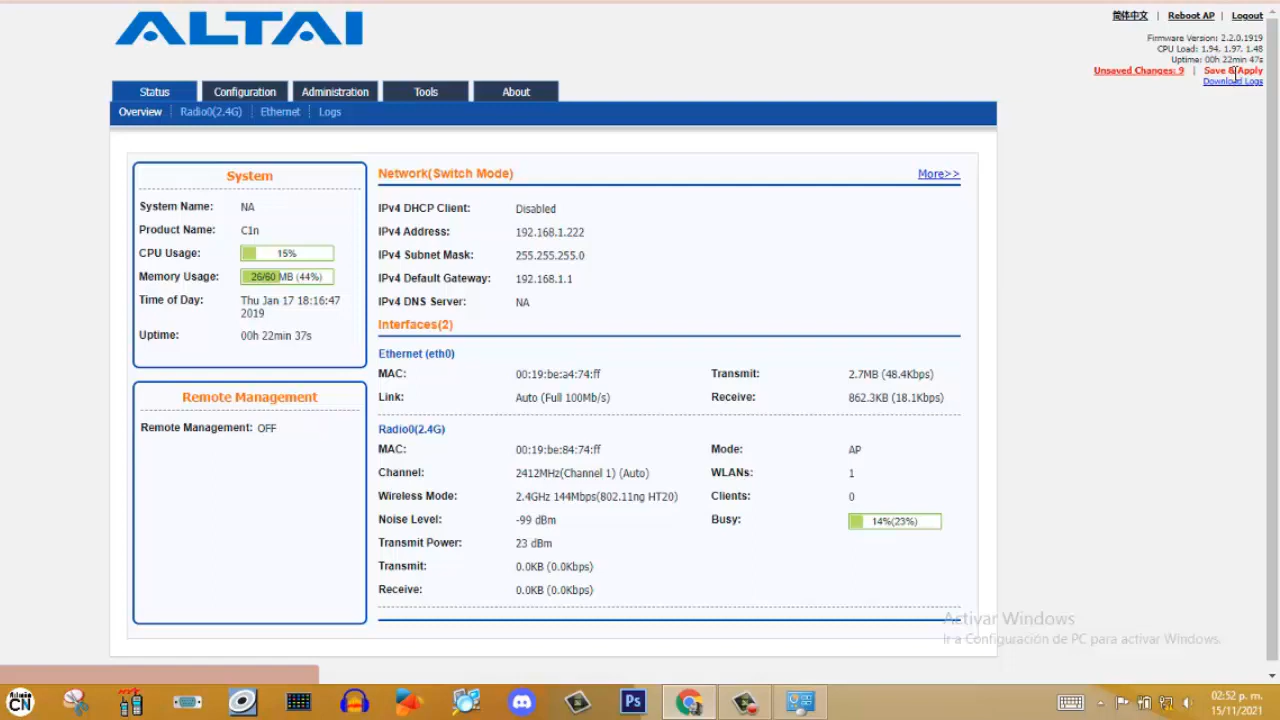 ALTAI
简体中文 | Reboot AP | Logout
Firmware Version: 2.2.0.1919
CPU Load: 1.94, 1.97, 1.48
Uptime: 00h 22min 47s
Unsaved Changes: 9 | Save & Apply
Download Logs
Status Configuration Administration Tools About
Overview Radio0(2.4G) Ethernet Logs
System
System Name: NA
Product Name: C1n
CPU Usage: 15%
Memory Usage: 26/60 MB (44%)
Time of Day: Thu Jan 17 18:16:47
2019
Uptime: 00h 22min 37s
Remote Management
Remote Management: OFF
Network(Switch Mode) More>>
IPv4 DHCP Client: Disabled
IPv4 Address: 192.168.1.222
IPv4 Subnet Mask: 255.255.255.0
IPv4 Default Gateway: 192.168.1.1
IPv4 DNS Server: NA
Interfaces(2)
Ethernet (eth0)
MAC: 00:19:be:a4:74:ff Transmit: 2.7MB (48.4Kbps)
Link: Auto (Full 100Mb/s) Receive: 862.3KB (18.1Kbps)
Radio0(2.4G)
MAC: 00:19:be:84:74:ff Mode: AP
Channel: 2412MHz(Channel 1) (Auto) WLANs: 1
Wireless Mode: 2.4GHz 144Mbps(802.11ng HT20) Clients: 0
Noise Level: -99 dBm Busy: 14%(23%)
Transmit Power: 23 dBm
Transmit: 0.0KB (0.0Kbps)
Receive: 0.0KB (0.0Kbps)
Activar Windows
Ir a Configuración de PC para activar Windows.
CN
Ps
02:52 p. m.
15/11/2021